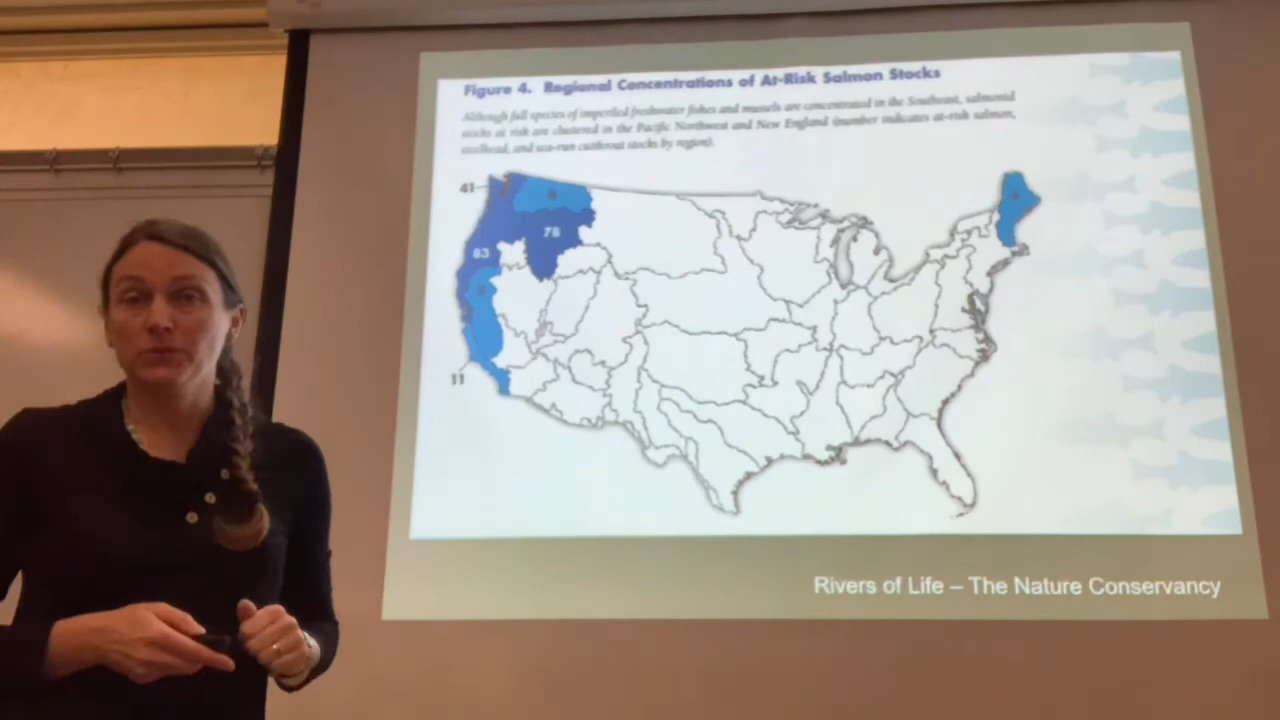 Figure 4. Regional Concentrations of At-Risk Salmon Stocks
Although full species of imperiled freshwater fishes and mussels are concentrated in the Southeast, salmonid
stocks at risk are clustered in the Pacific Northwest and New England (number indicates at-risk salmon,
steelhead, and sea-run cutthroat stocks by region).
41
78
63
11
Rivers of Life – The Nature Conservancy